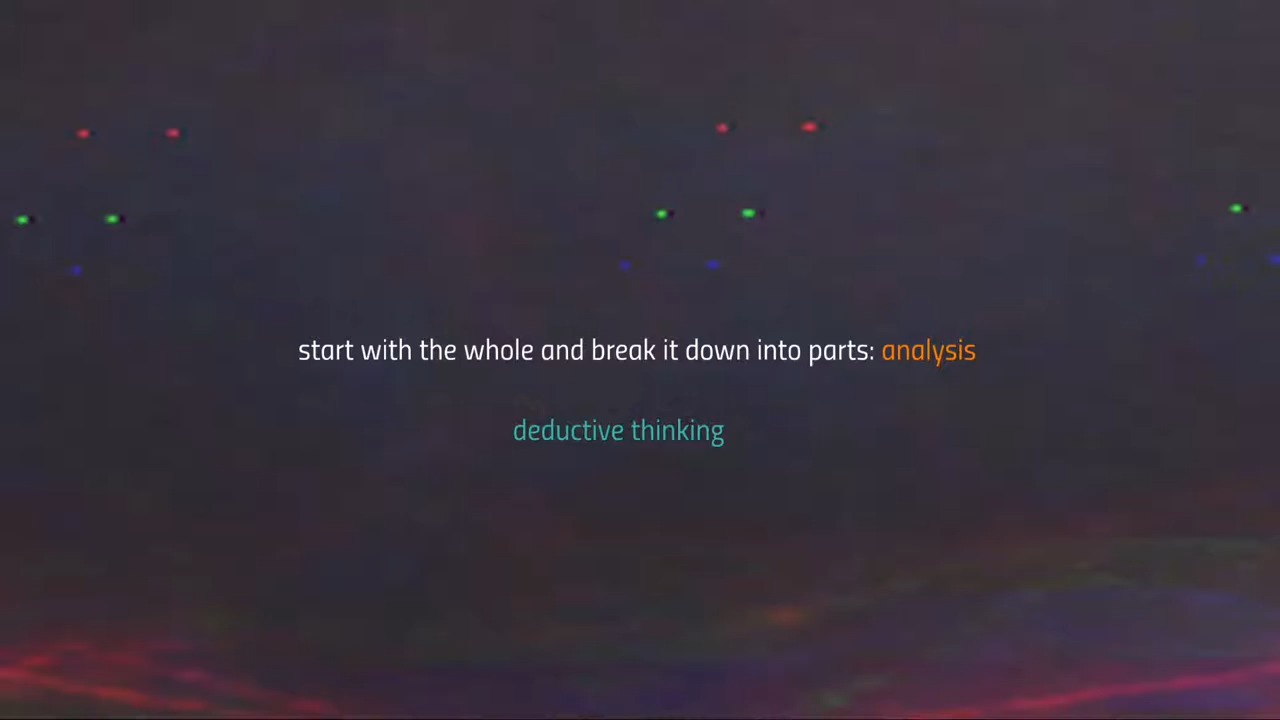 start with the whole and break it down into parts: analysis
deductive thinking